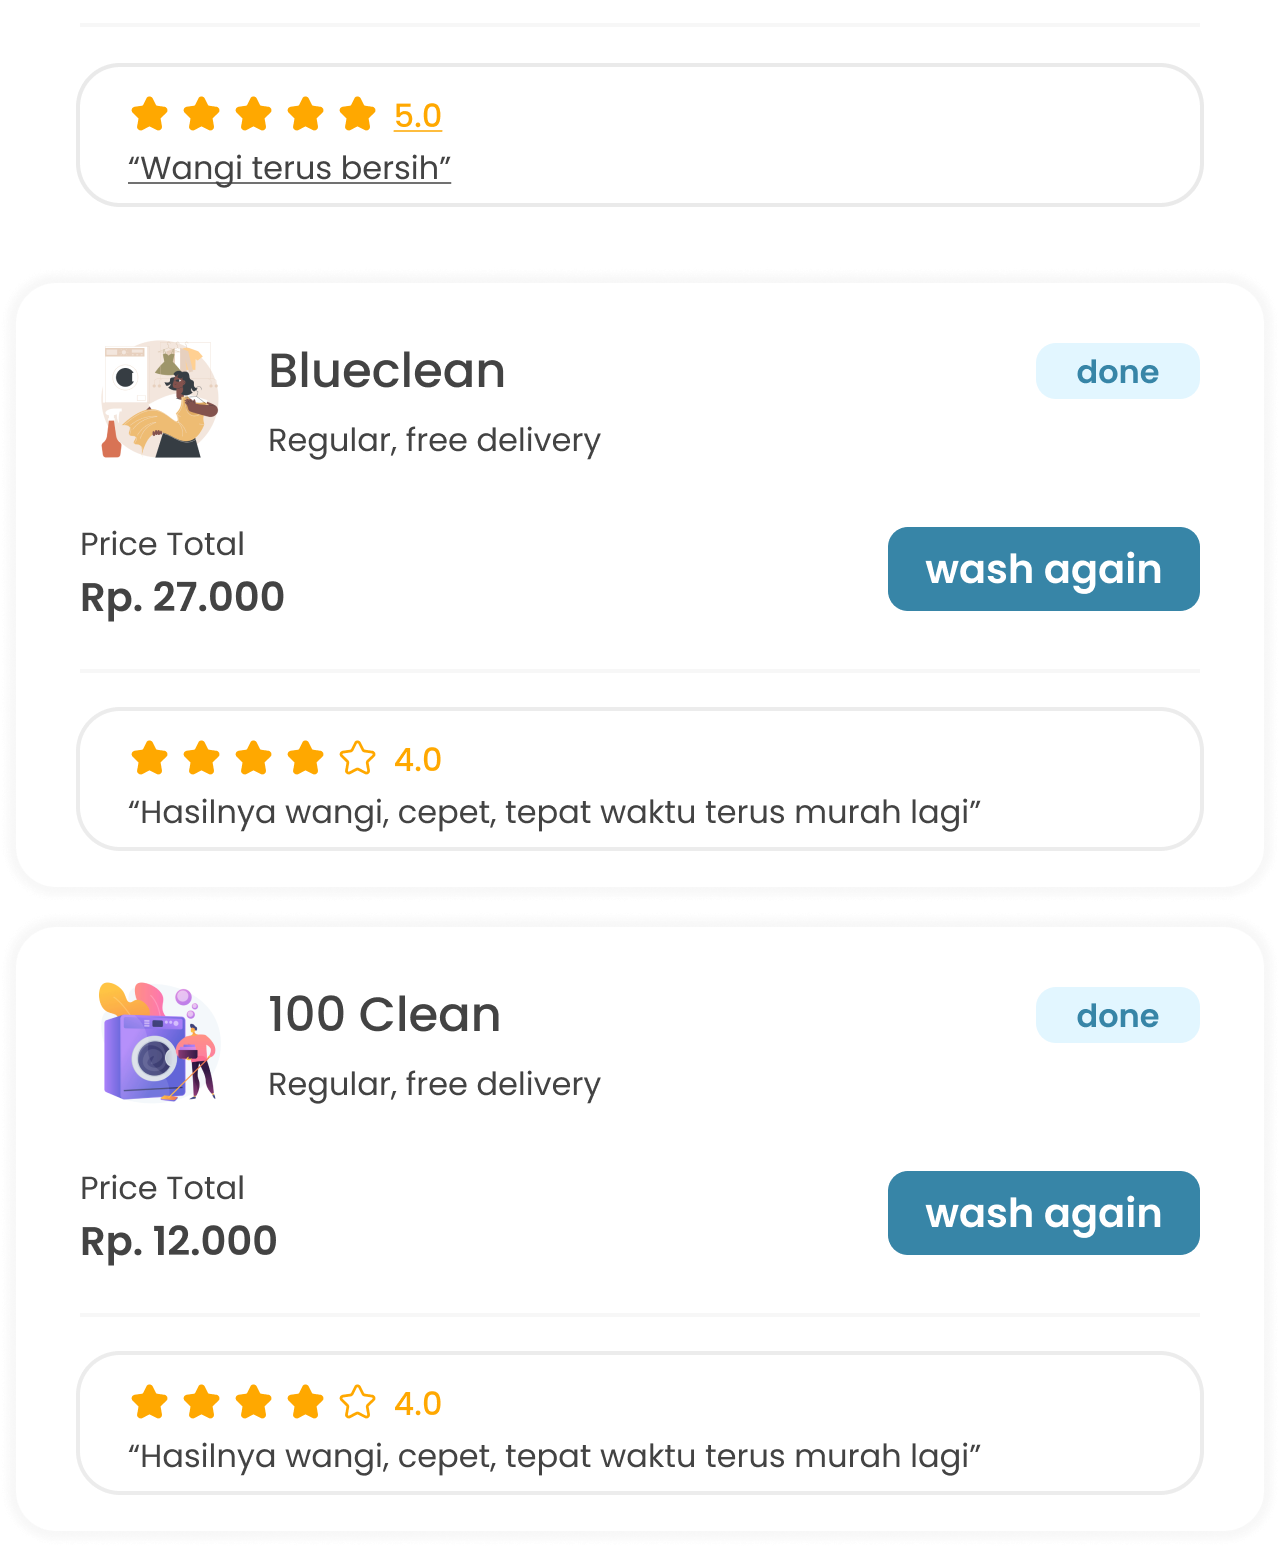 5.0
“Wangi terus bersih”
Blueclean
done
Regular, free delivery
Price Total
Rp. 27.000
wash again
4.0
“Hasilnya wangi, cepet, tepat waktu terus murah lagi”
100 Clean
done
Regular, free delivery
Price Total
Rp. 12.000
wash again
4.0
“Hasilnya wangi, cepet, tepat waktu terus murah lagi”